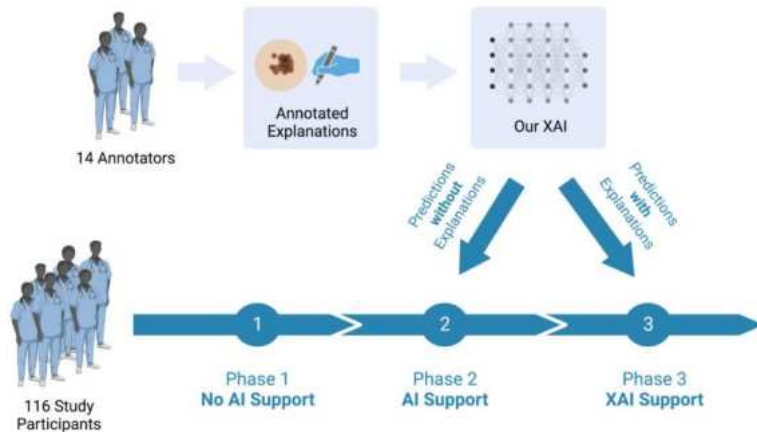 14 Annotators
Annotated
Explanations
Our XAI
Predictions
without
Explanations
Predictions
with
Explanations
116 Study
Participants
1
2
3
Phase 1
No AI Support
Phase 2
AI Support
Phase 3
XAI Support